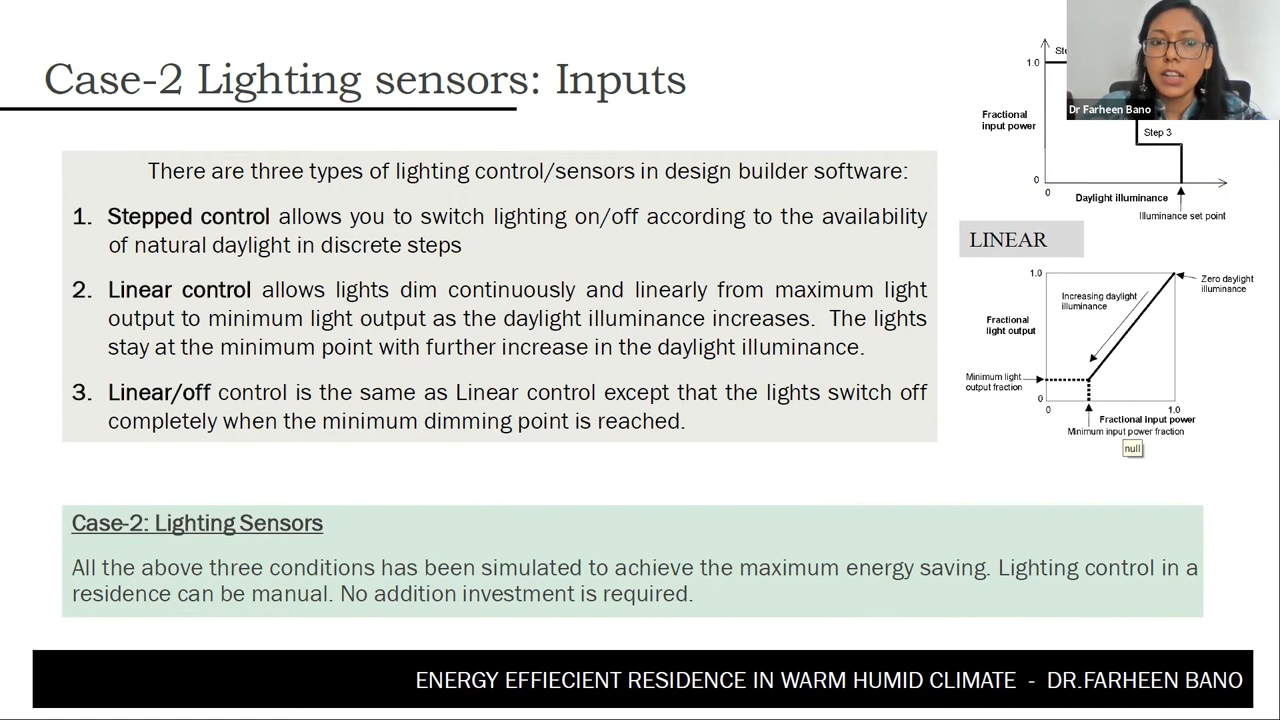 Case-2 Lighting sensors: Inputs
There are three types of lighting control/sensors in design builder software:
1. Stepped control allows you to switch lighting on/off according to the availability
of natural daylight in discrete steps
2. Linear control allows lights dim continuously and linearly from maximum light
output to minimum light output as the daylight illuminance increases. The lights
stay at the minimum point with further increase in the daylight illuminance.
3. Linear/off control is the same as Linear control except that the lights switch off
completely when the minimum dimming point is reached.
1.0
Fractional
input power
Step 3
0
0
Daylight illuminance
Illuminance set point
Dr Farheen Bano
LINEAR
1.0
Zero daylight
illuminance
Increasing daylight
illuminance
Fractional
light output
Minimum light
output fraction
0
0
1.0
Fractional input power
Minimum input power fraction
null
Case-2: Lighting Sensors
All the above three conditions has been simulated to achieve the maximum energy saving. Lighting control in a
residence can be manual. No addition investment is required.
ENERGY EFFIECIENT RESIDENCE IN WARM HUMID CLIMATE - DR.FARHEEN BANO